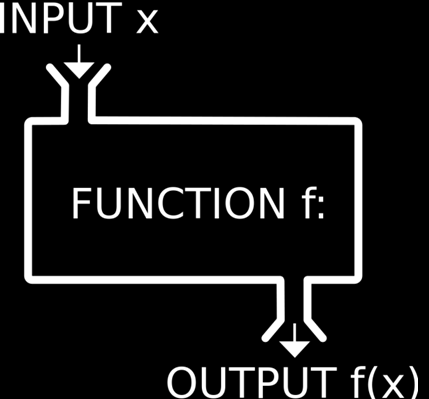 INPUT x
FUNCTION f:
OUTPUT f(x)